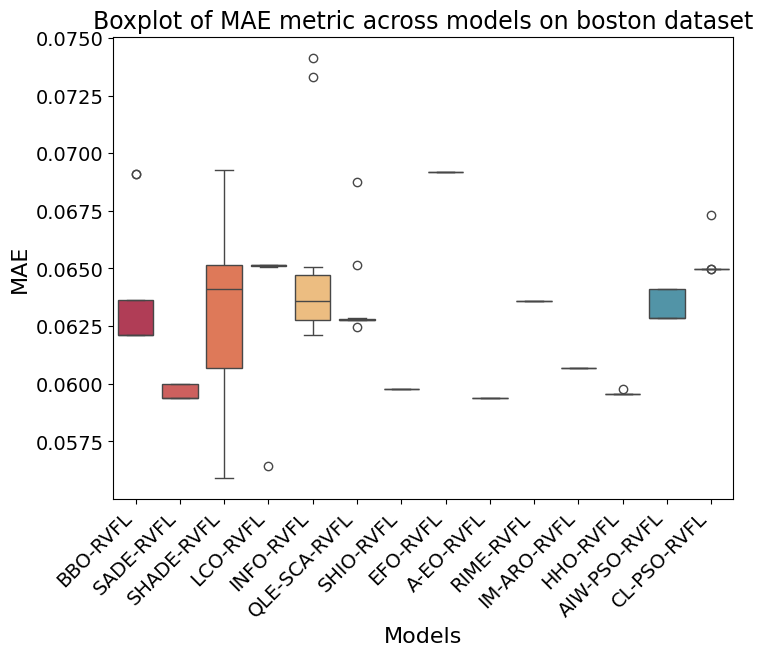 Boxplot of MAE metric across models on boston dataset
0.0750
0.0725
0.0700
0.0675
0.0650
0.0625
0.0600
0.0575
MAE
BBO-RVFL
SADE-RVFL
SHADE-RVFL
LCO-RVFL
INFO-RVFL
QLE-SCA-RVFL
SHIO-RVFL
EFO-RVFL
A-EO-RVFL
RIME-RVFL
IM-ARO-RVFL
HHO-RVFL
AIW-PSO-RVFL
CL-PSO-RVFL
Models